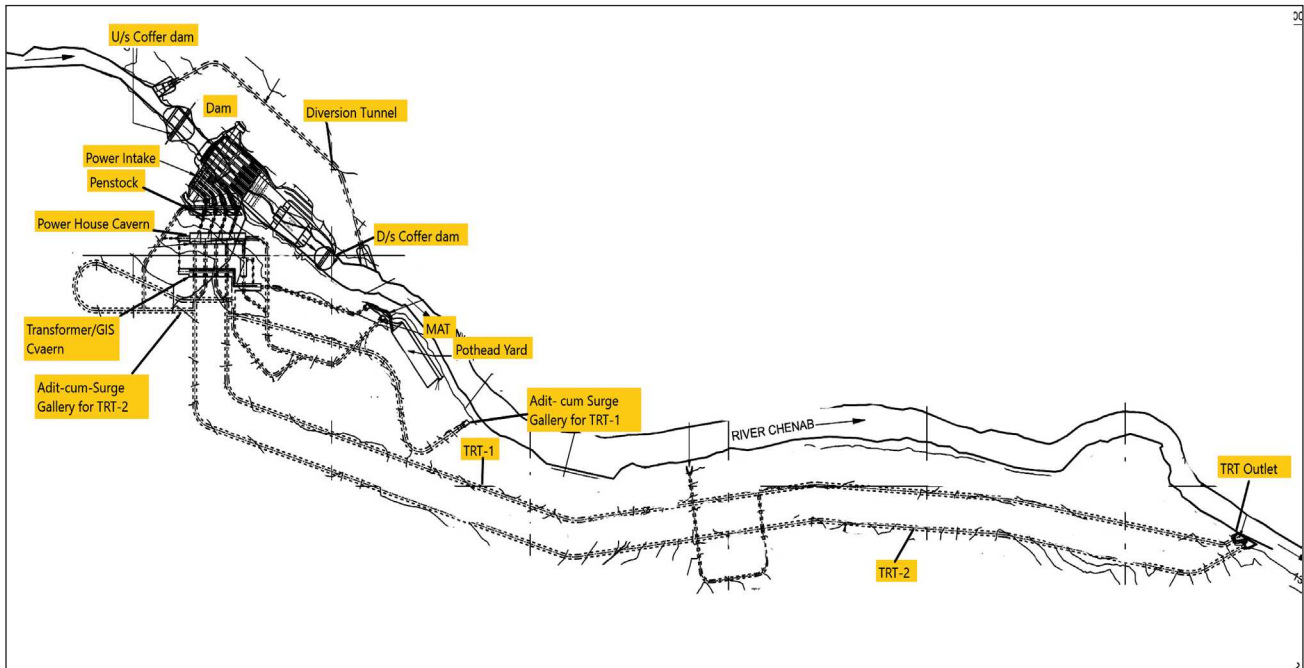 U/s Coffer dam
Dam
Diversion Tunnel
Power Intake
Penstock
Power House Cavern
D/s Coffer dam
Transformer/GIS
Cvaern
MAT
Pothead Yard
Adit-cum-Surge
Gallery for TRT-2
Adit- cum Surge
Gallery for TRT-1
RIVER CHENAB
TRT-1
TRT Outlet
TRT-2